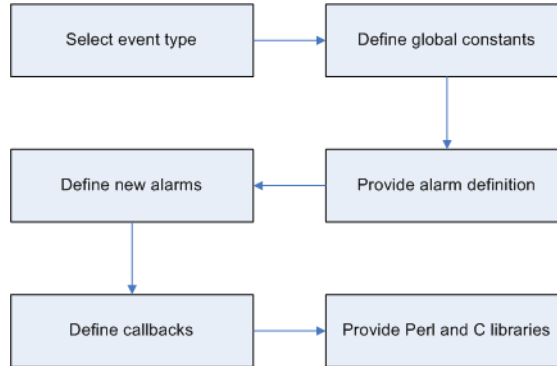 Select event type
Define global constants
Provide alarm definition
Define new alarms
Define callbacks
Provide Perl and C libraries